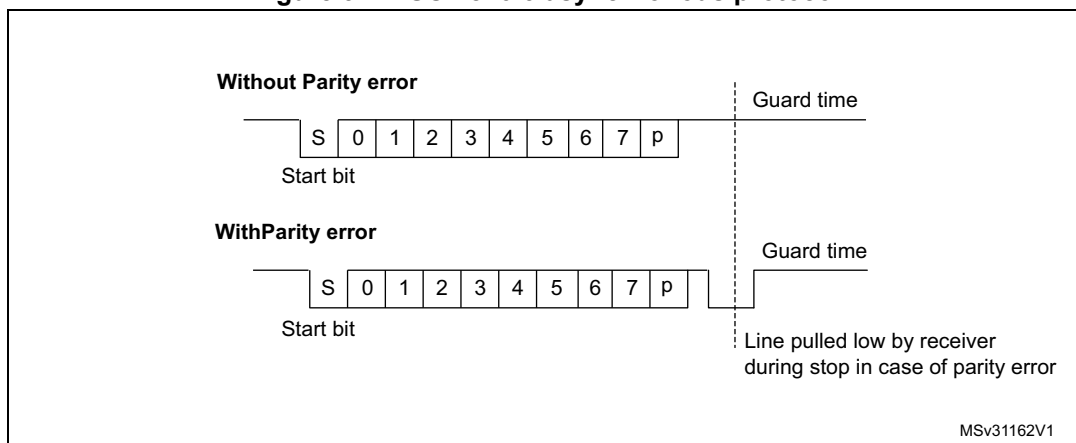 Without Parity error
Guard time
S 0 1 2 3 4 5 6 7 p
Start bit
WithParity error
Guard time
S 0 1 2 3 4 5 6 7 p
Start bit
Line pulled low by receiver
during stop in case of parity error
MSv31162V1